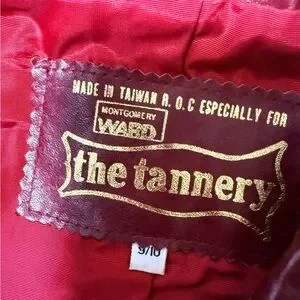 MADE IN TAIWAN R.O.C ESPECIALLY FOR
MONTGOMERY
WARD
the tannery
9/10